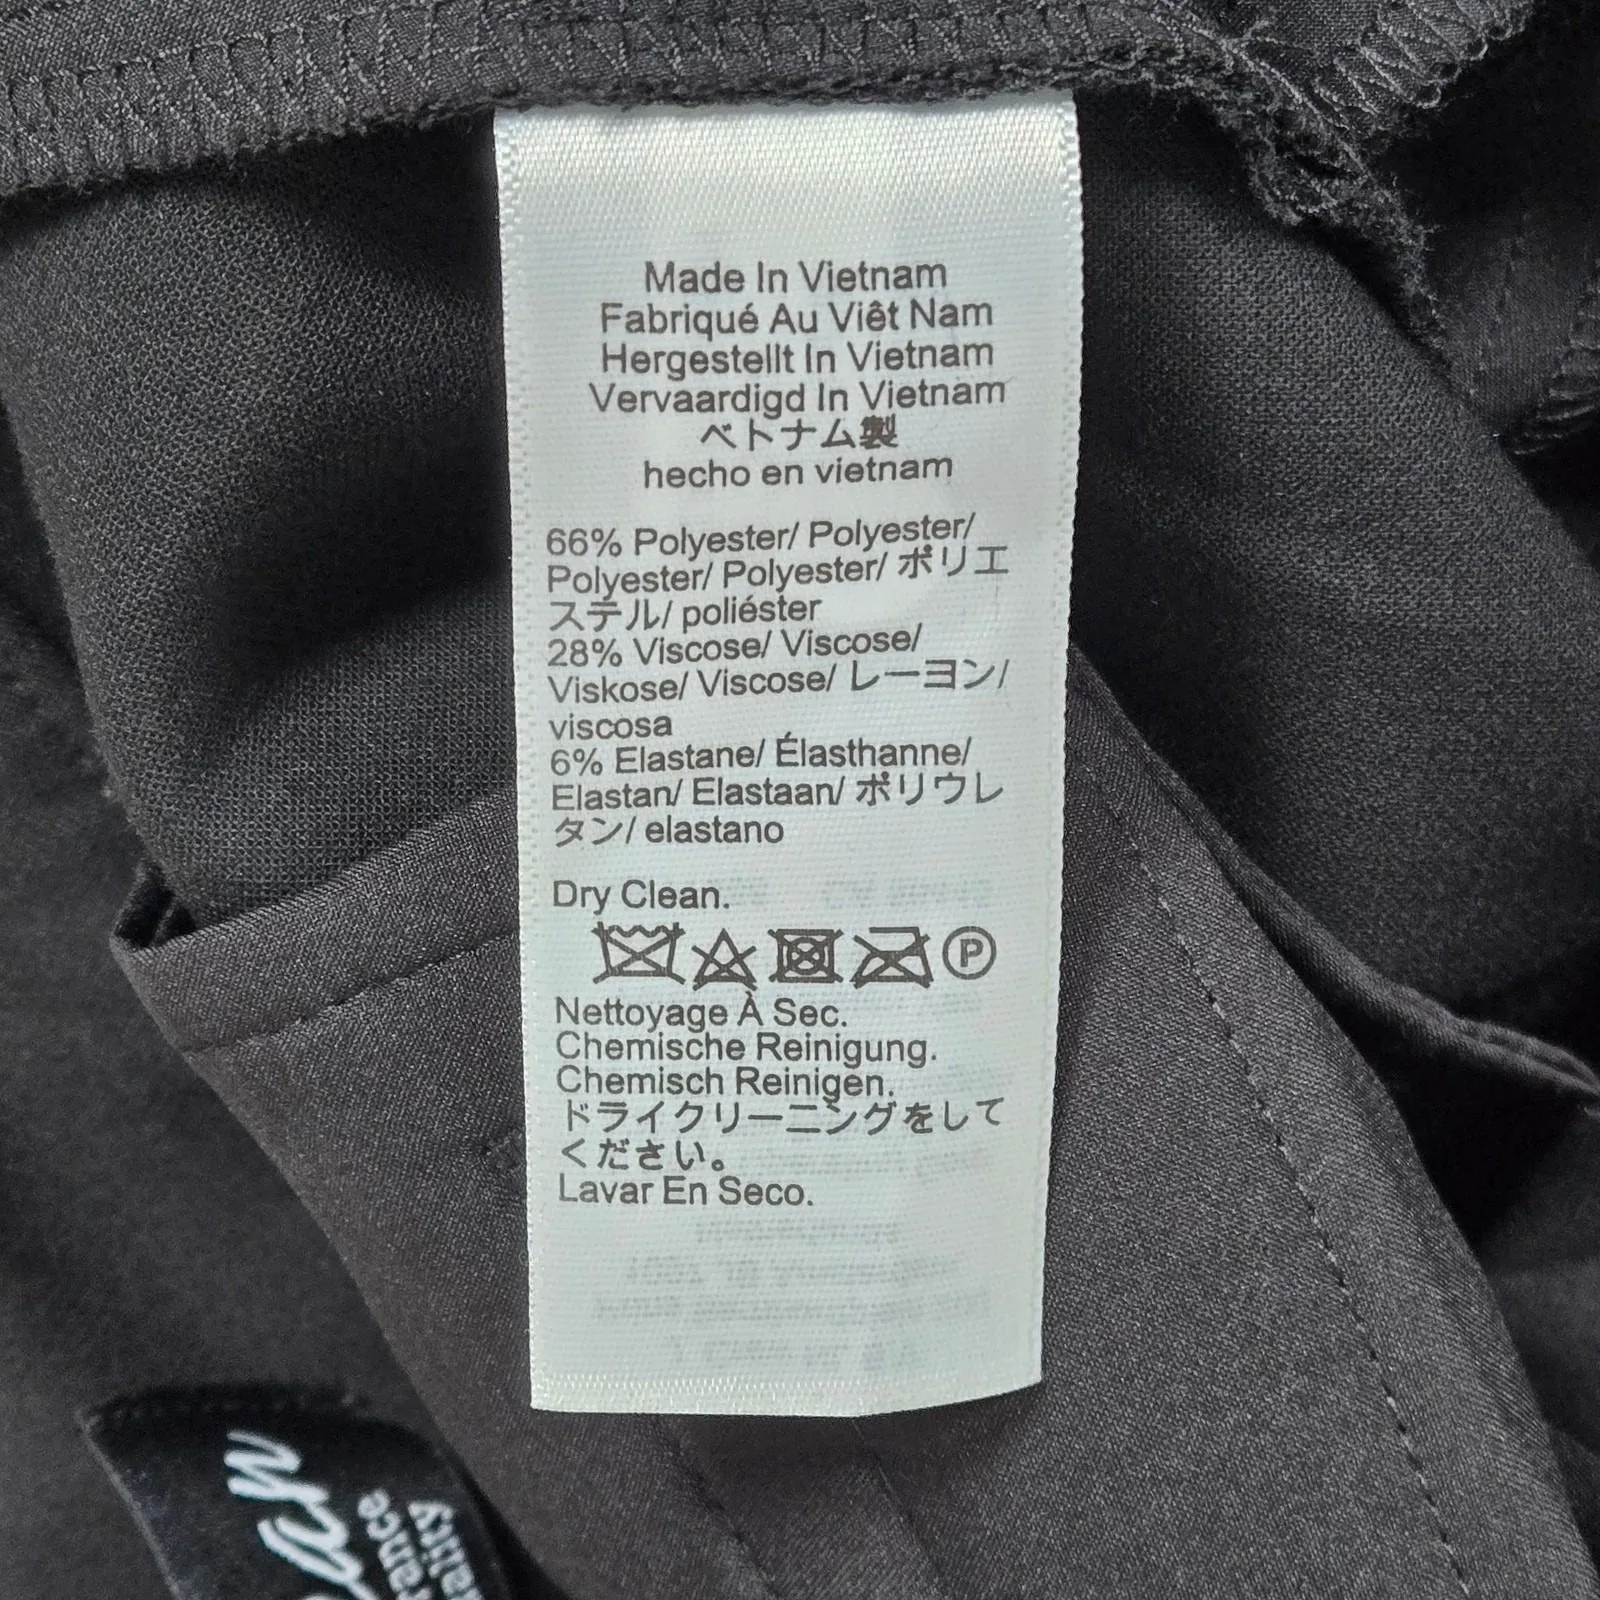 Made In Vietnam
Fabriqué Au Viêt Nam
Hergestellt In Vietnam
Vervaardigd In Vietnam
ベトナム製
hecho en vietnam
66% Polyester/ Polyester/
Polyester/ Polyester/ ポリエ
ステル/ poliéster
28% Viscose/ Viscose/
Viskose/ Viscose/ レーヨン/
viscosa
6% Elastane/ Élasthanne/
Elastan/ Elastaan/ ポリウレ
タン/ elastano
Dry Clean.
P
Nettoyage À Sec.
Chemische Reinigung.
Chemisch Reinigen.
ドライクリーニングをして
ください。
Lavar En Seco.